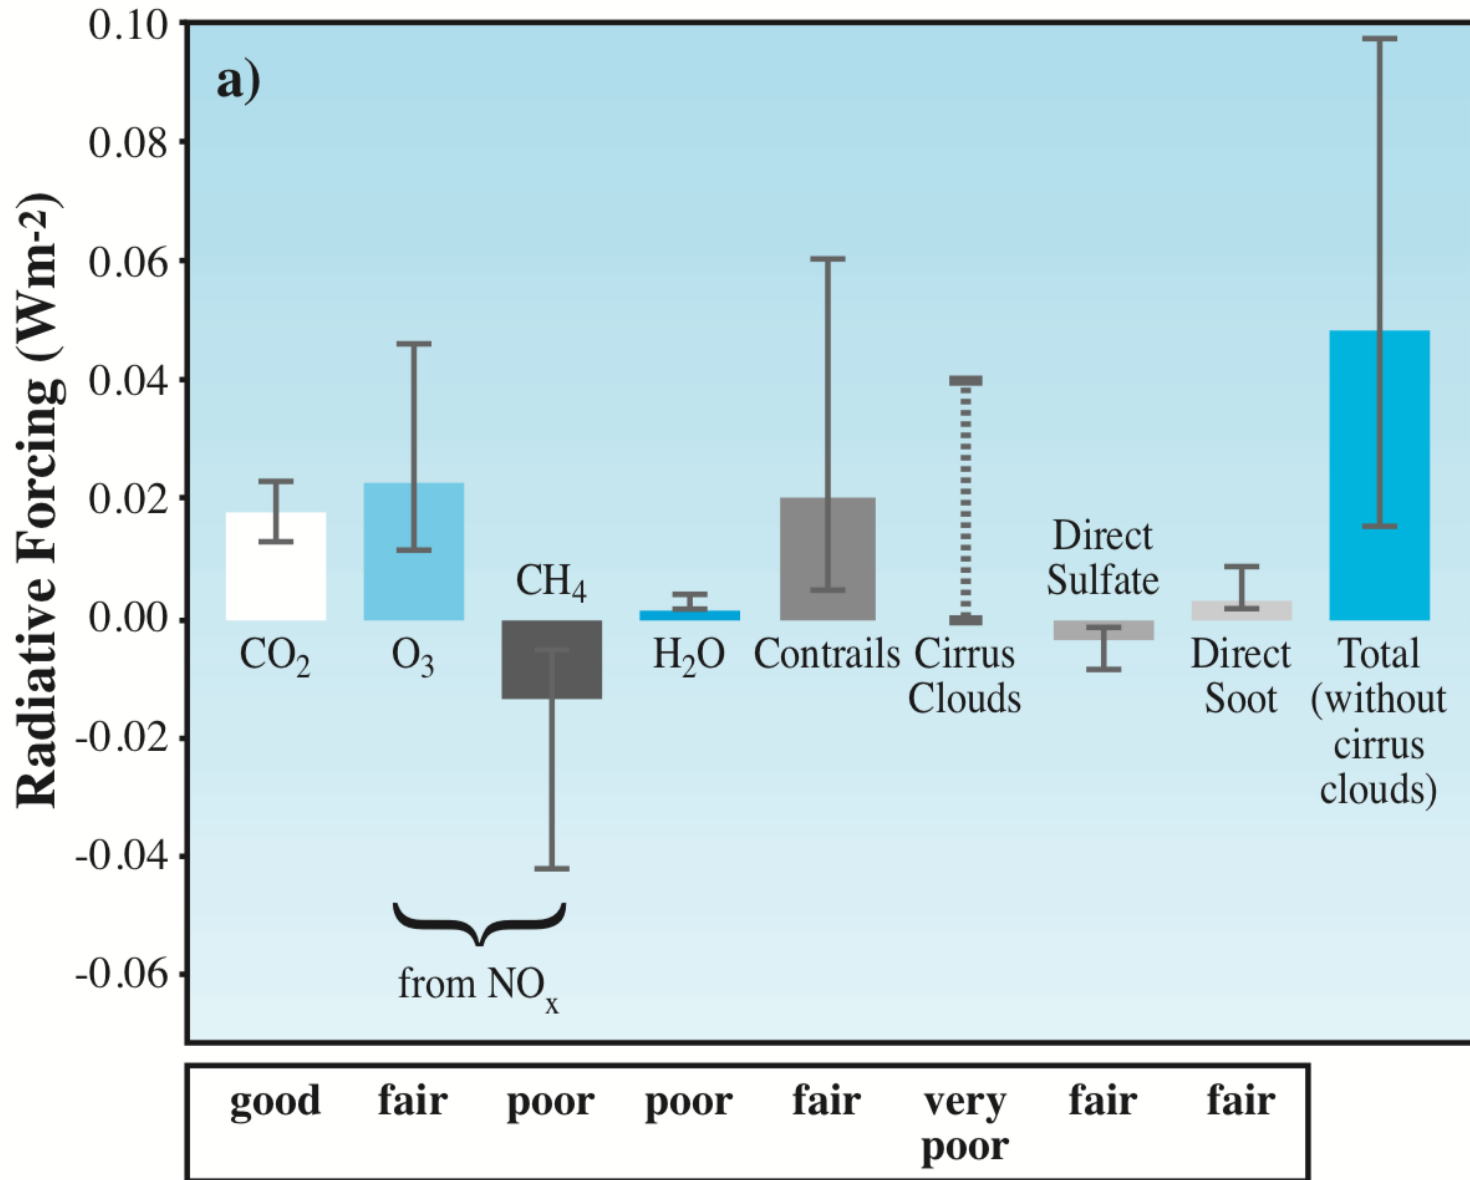 Radiative Forcing (Wm-2)
0.10
0.08
0.06
0.04
0.02
0.00
-0.02
-0.04
-0.06
a)
CO2
O3
CH4
from NOx
H2O
Contrails
Cirrus
Clouds
Direct
Sulfate
Direct
Soot
Total
(without
cirrus
clouds)
good fair poor poor fair very poor fair fair